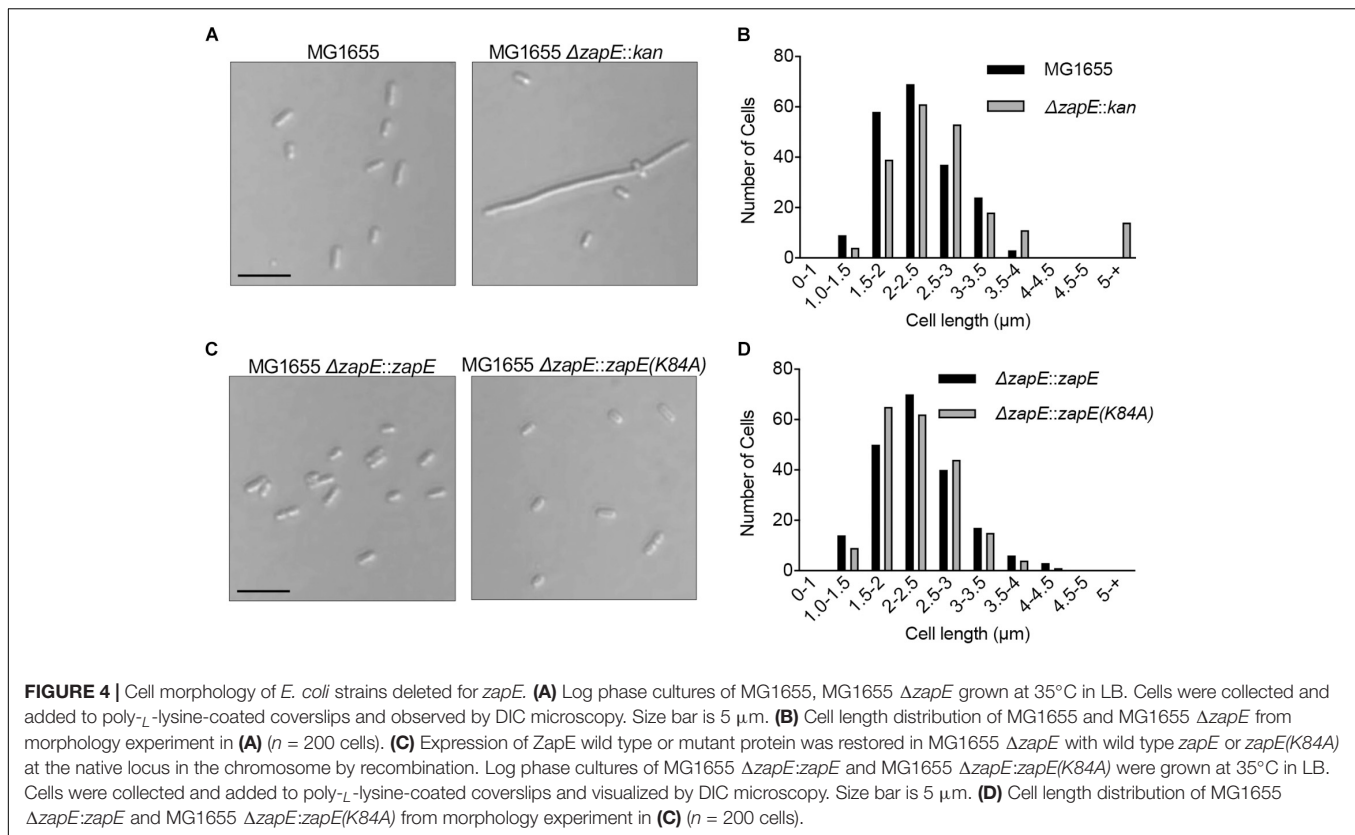 A
MG1655
MG1655 ΔzapE::kan
B
80
60
40
20
0
Number of Cells
MG1655
ΔzapE::kan
0-1
1.0-1.5
1.5-2
2-2.5
2.5-3
3-3.5
3.5-4
4-4.5
4.5-5
5-+
Cell length (µm)
C
MG1655 ΔzapE::zapE
MG1655 ΔzapE::zapE(K84A)
D
80
60
40
20
0
Number of Cells
ΔzapE::zapE
ΔzapE::zapE(K84A)
0-1
1.0-1.5
1.5-2
2-2.5
2.5-3
3-3.5
3.5-4
4-4.5
4.5-5
5-+
Cell length (µm)
FIGURE 4 | Cell morphology of E. coli strains deleted for zapE. (A) Log phase cultures of MG1655, MG1655 ΔzapE grown at 35°C in LB. Cells were collected and
added to poly-L-lysine-coated coverslips and observed by DIC microscopy. Size bar is 5 μm. (B) Cell length distribution of MG1655 and MG1655 ΔzapE from
morphology experiment in (A) (n = 200 cells). (C) Expression of ZapE wild type or mutant protein was restored in MG1655 ΔzapE with wild type zapE or zapE(K84A)
at the native locus in the chromosome by recombination. Log phase cultures of MG1655 ΔzapE:zapE and MG1655 ΔzapE:zapE(K84A) were grown at 35°C in LB.
Cells were collected and added to poly-L-lysine-coated coverslips and visualized by DIC microscopy. Size bar is 5 μm. (D) Cell length distribution of MG1655
ΔzapE:zapE and MG1655 ΔzapE:zapE(K84A) from morphology experiment in (C) (n = 200 cells).